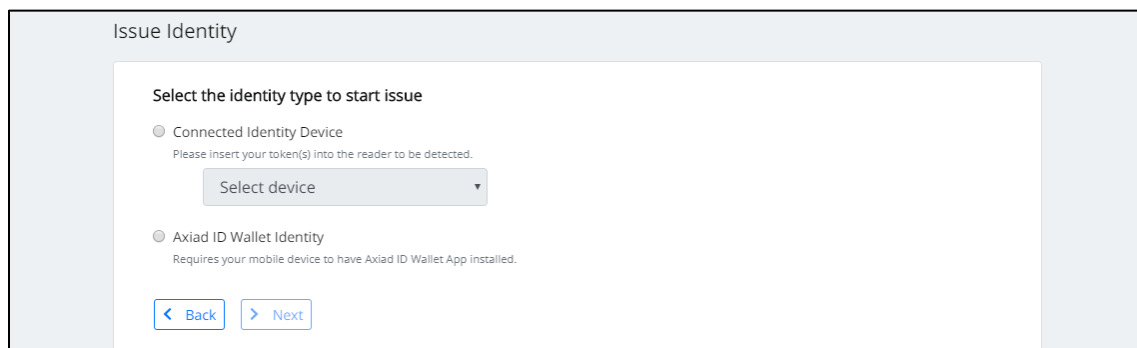 Issue Identity
Select the identity type to start issue
Connected Identity Device
Please insert your token(s) into the reader to be detected.
Select device
Axiad ID Wallet Identity
Requires your mobile device to have Axiad ID Wallet App installed.
Back Next